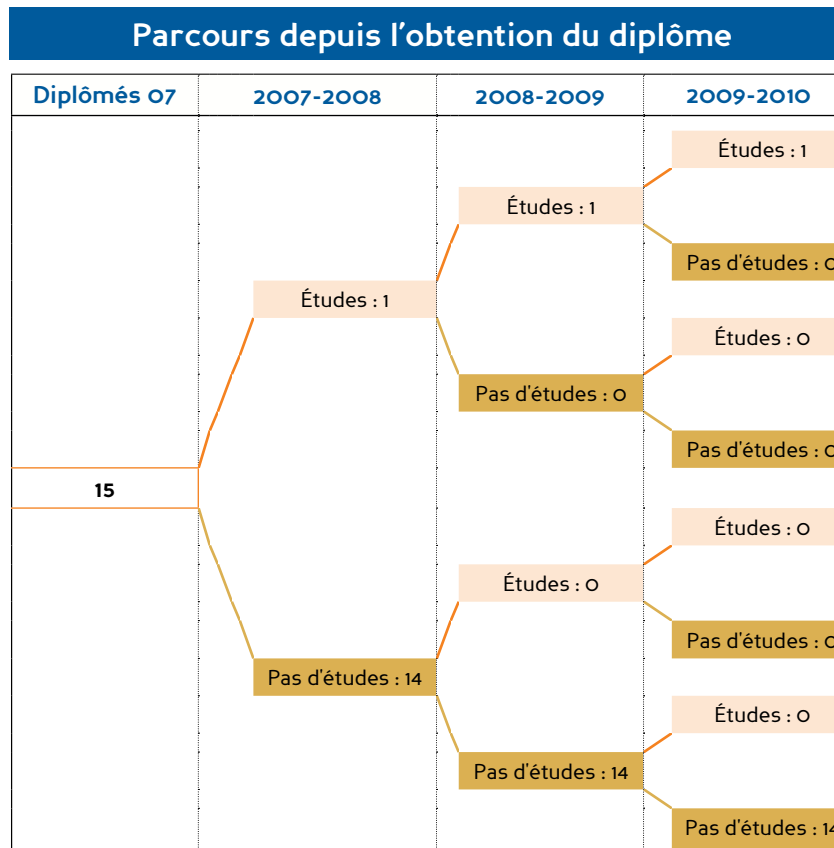 Parcours depuis l'obtention du diplôme
Diplômés 07 2007-2008 2008-2009 2009-2010
Études : 1
Études : 1
Pas d'études : 0
Études : 1
Études : 0
Pas d'études : 0
Pas d'études : 0
15
Études : 0
Études : 0
Pas d'études : 0
Pas d'études : 14
Études : 0
Pas d'études : 14
Pas d'études : 14